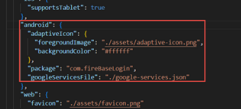 "supportsTablet": true
},
"android": {
"adaptiveIcon": {
"foregroundImage": "./assets/adaptive-icon.png",
"backgroundColor": "#ffffff"
},
"package": "com.fireBaseLogin",
"googleServicesFile": "./google-services.json"
},
"web": {
"favicon": "./assets/favicon.png"